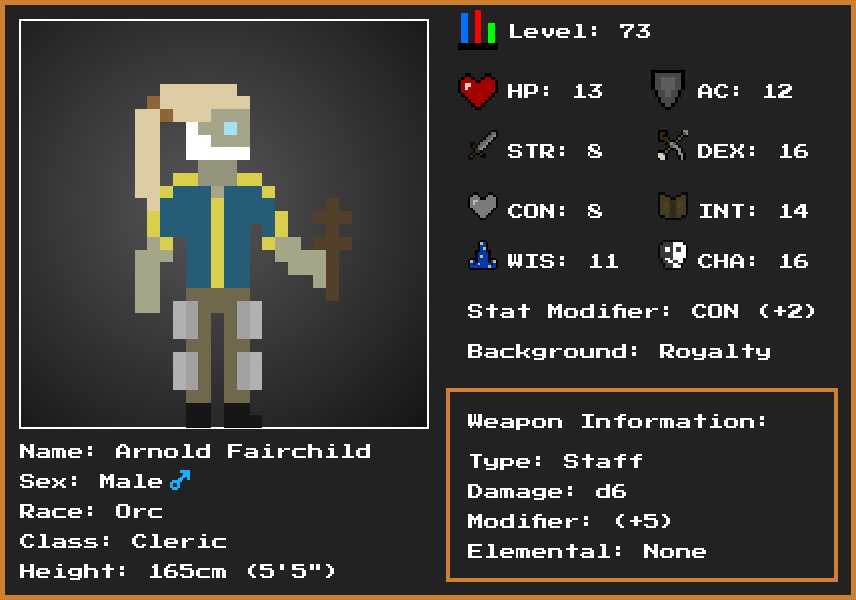 Level: 73
HP: 13
AC: 12
STR: 8
DEX: 16
CON: 8
INT: 14
WIS: 11
CHA: 16
Stat Modifier: CON (+2)
Background: Royalty
Weapon Information:
Type: Staff
Damage: d6
Modifier: (+5)
Elemental: None
Name: Arnold Fairchild
Sex: Male ♂
Race: Orc
Class: Cleric
Height: 165cm (5'5")